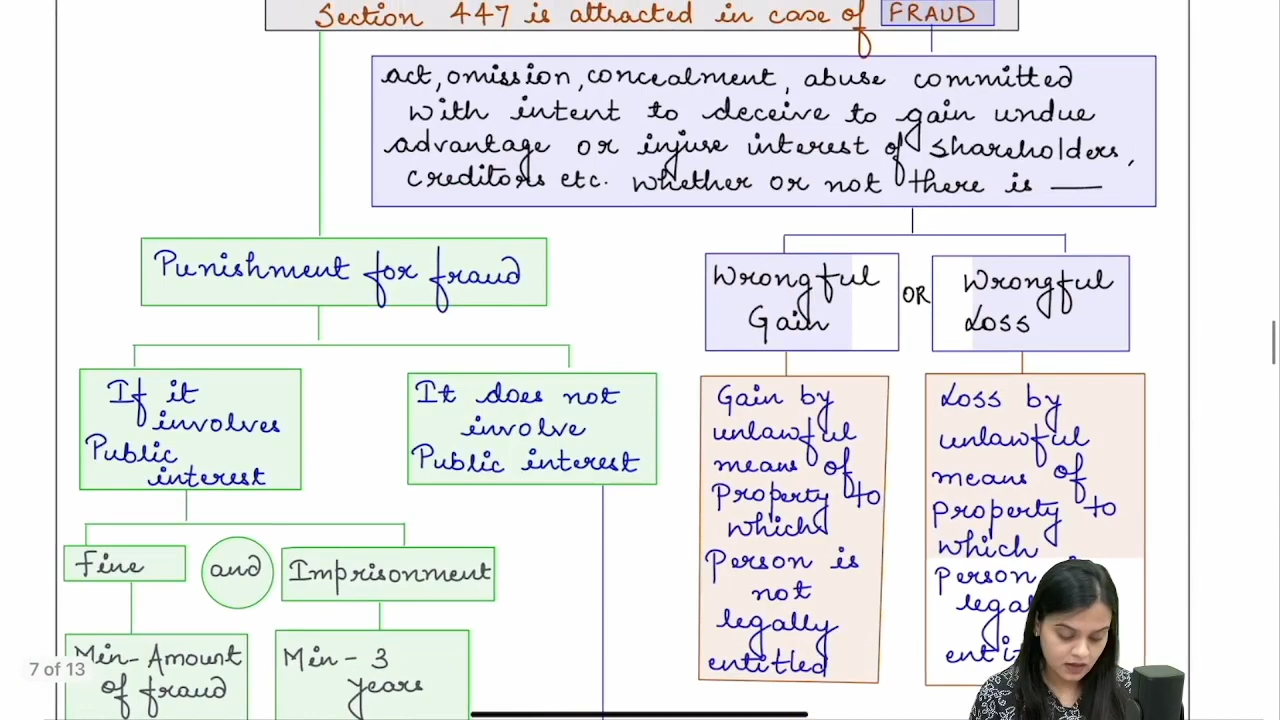 Section 447 is attracted in case of FRAUD
act, omission, concealment, abuse committed
with intent to deceive to gain undue
advantage or injure interest of shareholders,
creditors etc. whether or not there is —
Punishment for fraud
Wrongful
Gain
OR
Wrongful
Loss
If it
involves
Public
interest
It does not
involve
Public interest
Gain by
unlawful
means of
Property to
which
Person is
not
legally
entitled
Loss by
unlawful
means of
property to
which
Person
Fine
and
Imprisonment
Min- Amount
of fraud
Min - 3
years
7 of 13